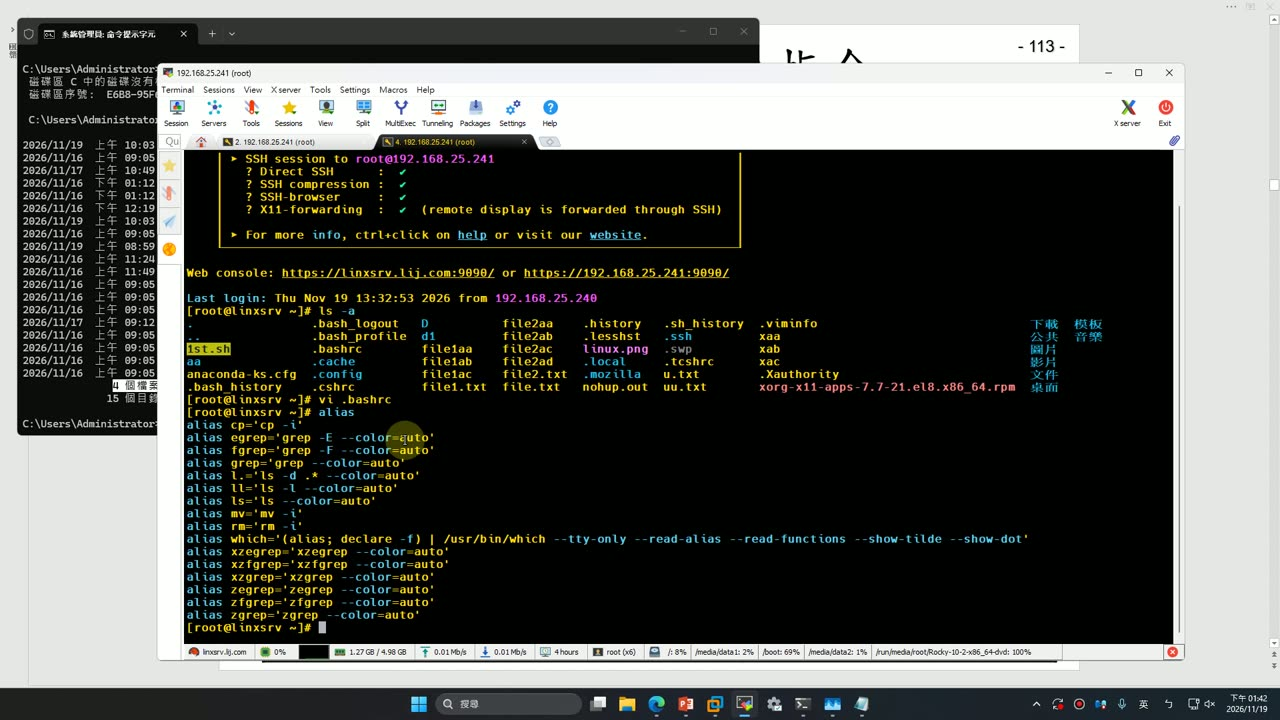 系統管理員: 命令提示字元
- 113 -
C:\Users\Administrator>
磁碟區 C 中的磁碟沒有
磁碟區序號: E6B8-95F
C:\Users\Administrator
2026/11/19 上午 10:03
2026/11/16 上午 09:05
2026/11/17 上午 10:49
2026/11/16 下午 01:12
2026/11/16 下午 01:12
2026/11/16 下午 12:19
2026/11/16 上午 10:03
2026/11/16 上午 09:05
2026/11/19 上午 08:59
2026/11/16 上午 11:24
2026/11/16 上午 11:49
2026/11/16 上午 09:05
2026/11/16 上午 09:05
2026/11/16 上午 09:05
2026/11/17 上午 09:12
2026/11/16 上午 09:05
2026/11/16 上午 09:05
2026/11/16 上午 09:05
2026/11/16 上午 09:05
4 個檔案
15 個目錄
C:\Users\Administrator>
192.168.25.241 (root)
Terminal Sessions View X server Tools Settings Macros Help
Session Servers Tools Sessions View Split MultiExec Tunneling Packages Settings Help X server Exit
Qu
2. 192.168.25.241 (root)
4. 192.168.25.241 (root)
► SSH session to root@192.168.25.241
? Direct SSH : ✔
? SSH compression : ✔
? SSH-browser : ✔
? X11-forwarding : ✔ (remote display is forwarded through SSH)
► For more info, ctrl+click on help or visit our website.
Web console: https://linxsrv.lij.com:9090/ or https://192.168.25.241:9090/
Last login: Thu Nov 19 13:32:53 2026 from 192.168.25.240
[root@linxsrv ~]# ls -a
. .bash_logout D file2aa .history .sh_history .viminfo 下載 模板
.. .bash_profile d1 file2ab .lesshst .ssh xaa 公共 音樂
1st.sh .bashrc file1aa file2ac linux.png .swp xab 圖片
aa .cache file1ab file2ad .local .tcshrc xac 影片
anaconda-ks.cfg .config file1ac file2.txt .mozilla u.txt .Xauthority 文件
.bash_history .cshrc file1.txt file.txt nohup.out uu.txt xorg-x11-apps-7.7-21.el8.x86_64.rpm 桌面
[root@linxsrv ~]# vi .bashrc
[root@linxsrv ~]# alias
alias cp='cp -i'
alias egrep='grep -E --color=auto'
alias fgrep='grep -F --color=auto'
alias grep='grep --color=auto'
alias l.='ls -d .* --color=auto'
alias ll='ls -l --color=auto'
alias ls='ls --color=auto'
alias mv='mv -i'
alias rm='rm -i'
alias which='(alias; declare -f) | /usr/bin/which --tty-only --read-alias --read-functions --show-tilde --show-dot'
alias xzegrep='xzegrep --color=auto'
alias xzfgrep='xzfgrep --color=auto'
alias xzgrep='xzgrep --color=auto'
alias zegrep='zegrep --color=auto'
alias zfgrep='zfgrep --color=auto'
alias zgrep='zgrep --color=auto'
[root@linxsrv ~]#
linxsrv.lij.com 0% 1.27 GB / 4.98 GB 0.01 Mb/s 0.01 Mb/s 4 hours root (x6) /: 8% /media/data1: 2% /boot: 69% /media/data2: 1% /run/media/root/Rocky-10-2-x86_64-dvd: 100%
搜尋
英
下午 01:42
2026/11/19